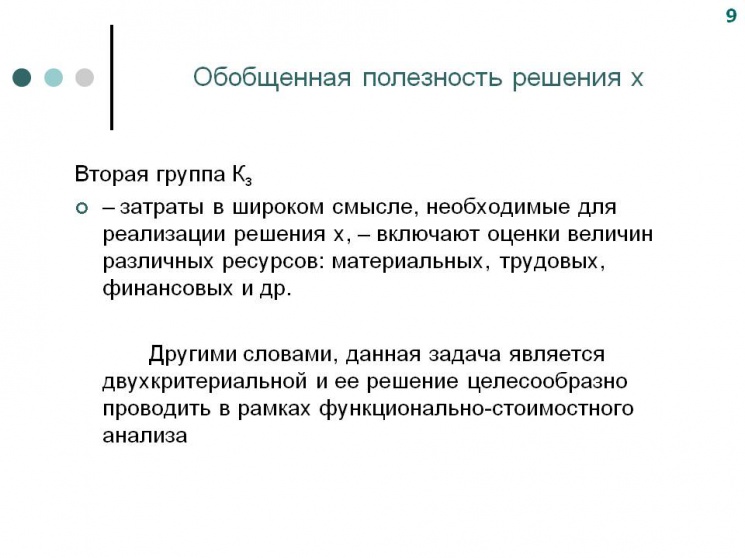 9
Обобщенная полезность решения x
Вторая группа Кз
– затраты в широком смысле, необходимые для
реализации решения x, – включают оценки величин
различных ресурсов: материальных, трудовых,
финансовых и др.
Другими словами, данная задача является
двухкритериальной и ее решение целесообразно
проводить в рамках функционально-стоимостного
анализа